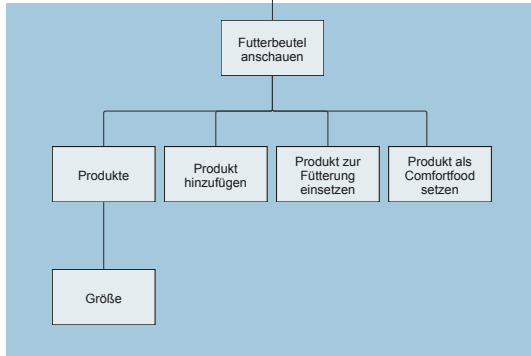 Futterbeutel
anschauen
Produkte
Produkt
hinzufügen
Produkt zur
Fütterung
einsetzen
Produkt als
Comfortfood
setzen
Größe